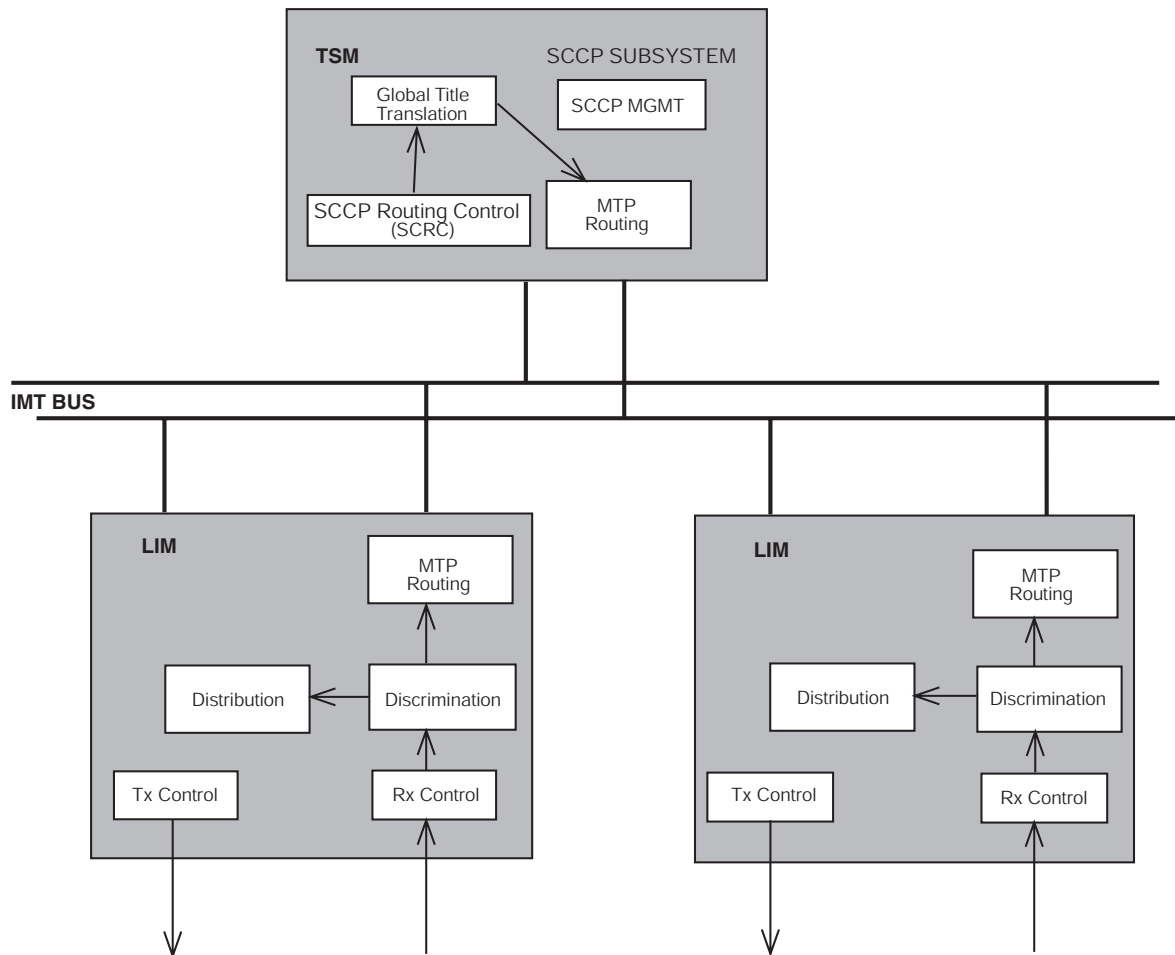 TSM
SCCP SUBSYSTEM
Global Title
Translation
SCCP MGMT
SCCP Routing Control
(SCRC)
MTP
Routing
IMT BUS
LIM
MTP
Routing
Distribution
Discrimination
Tx Control
Rx Control
LIM
MTP
Routing
Distribution
Discrimination
Tx Control
Rx Control